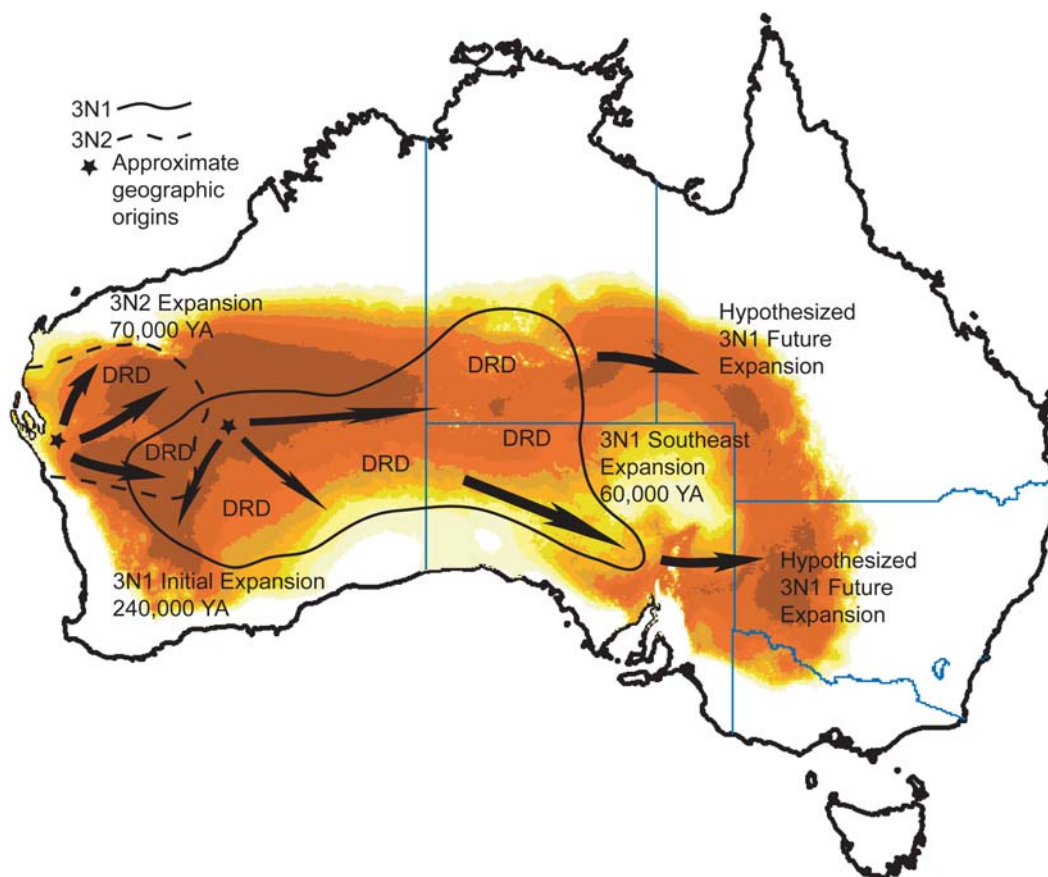 3N1
3N2
Approximate
geographic
origins
3N2 Expansion
70,000 YA
Hypothesized
3N1 Future
Expansion
DRD
DRD
DRD
DRD
DRD
DRD
3N1 Southeast
Expansion
60,000 YA
3N1 Initial Expansion
240,000 YA
Hypothesized
3N1 Future
Expansion